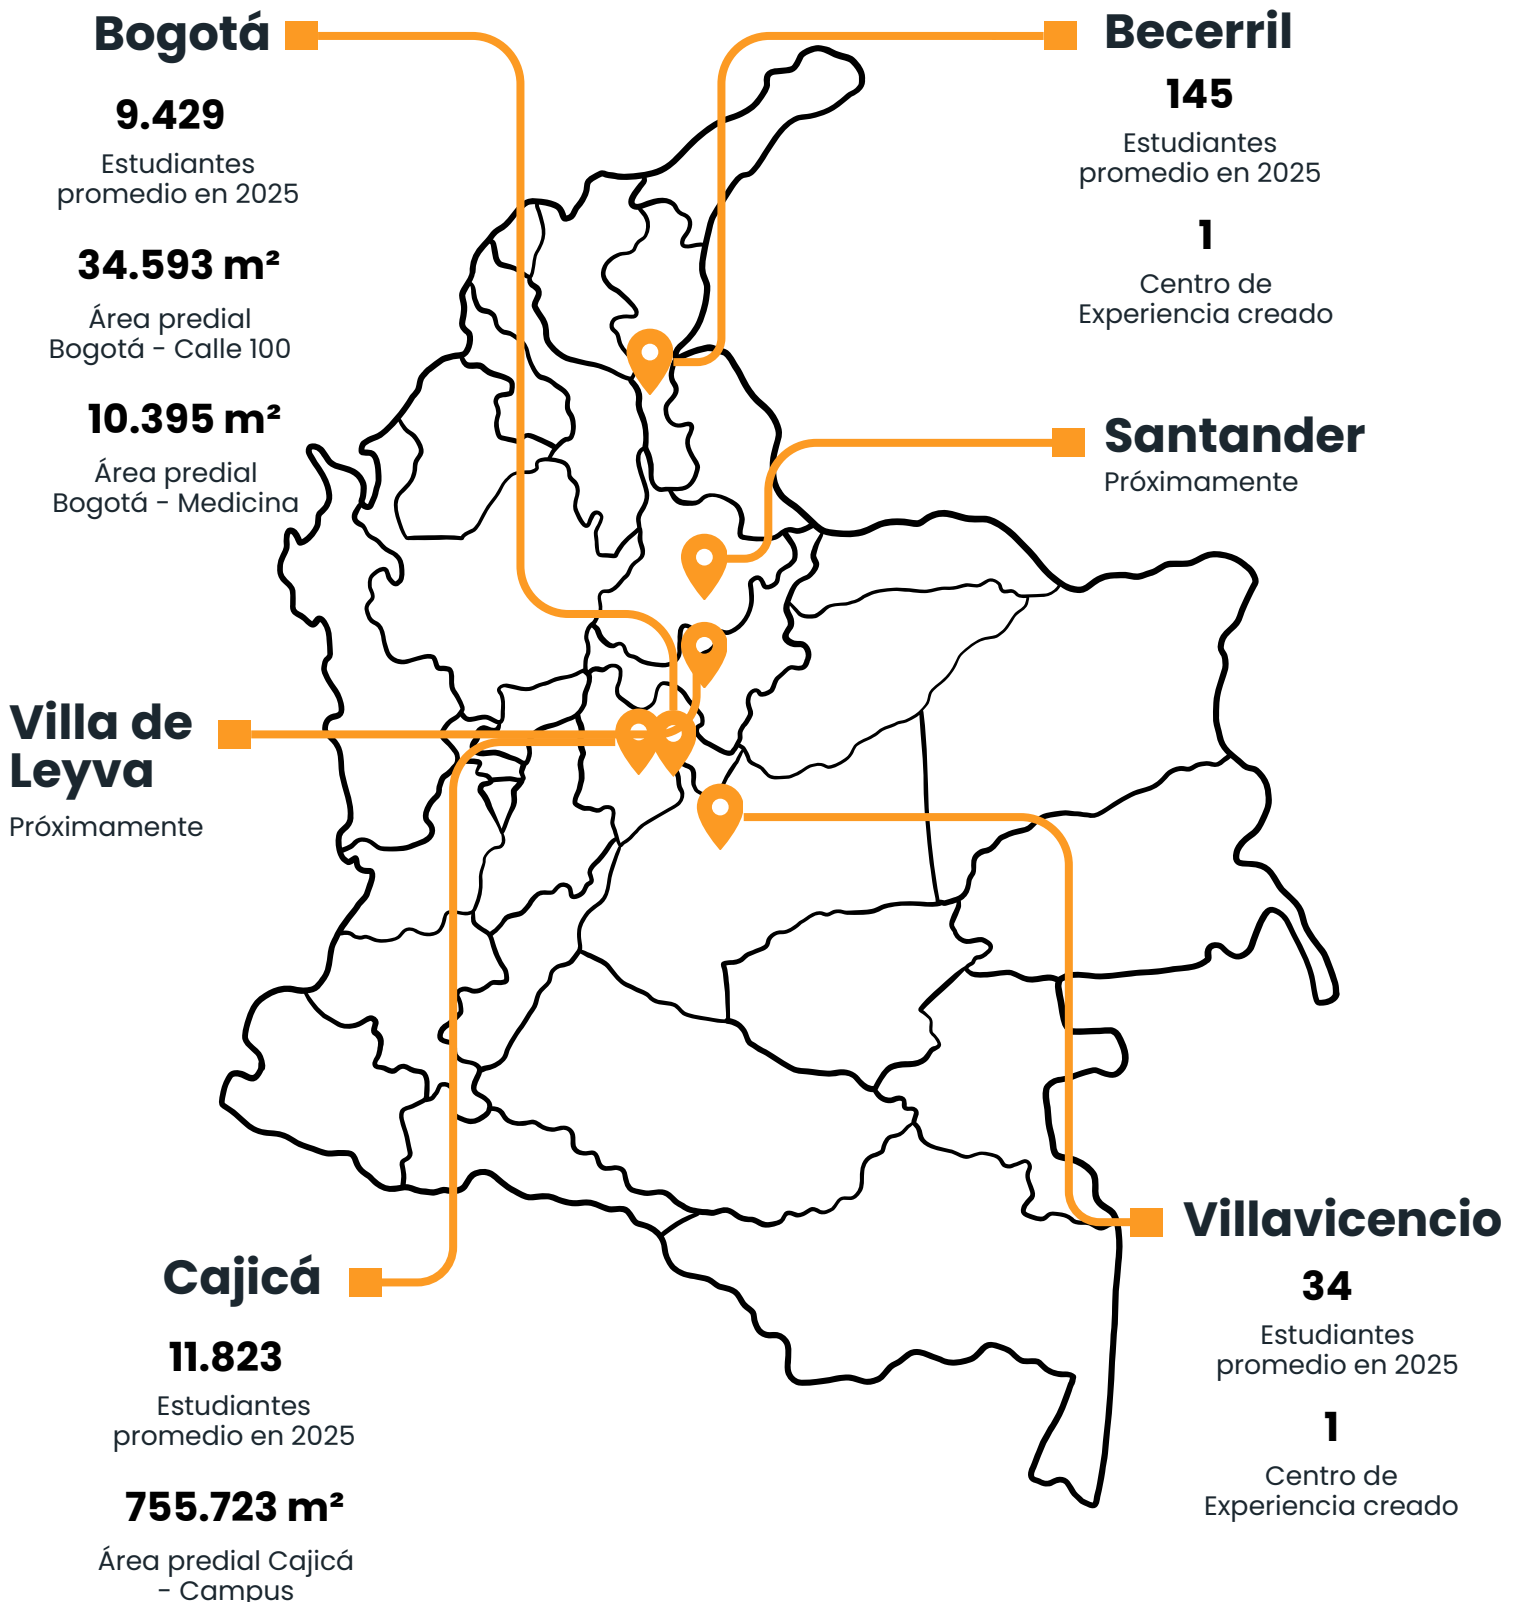 Bogotá
9.429
Estudiantes
promedio en 2025
34.593 m²
Área predial
Bogotá - Calle 100
10.395 m²
Área predial
Bogotá - Medicina
Becerril
145
Estudiantes
promedio en 2025
1
Centro de
Experiencia creado
Santander
Próximamente
Villa de
Leyva
Próximamente
Cajicá
11.823
Estudiantes
promedio en 2025
755.723 m²
Área predial Cajicá
- Campus
Villavicencio
34
Estudiantes
promedio en 2025
1
Centro de
Experiencia creado